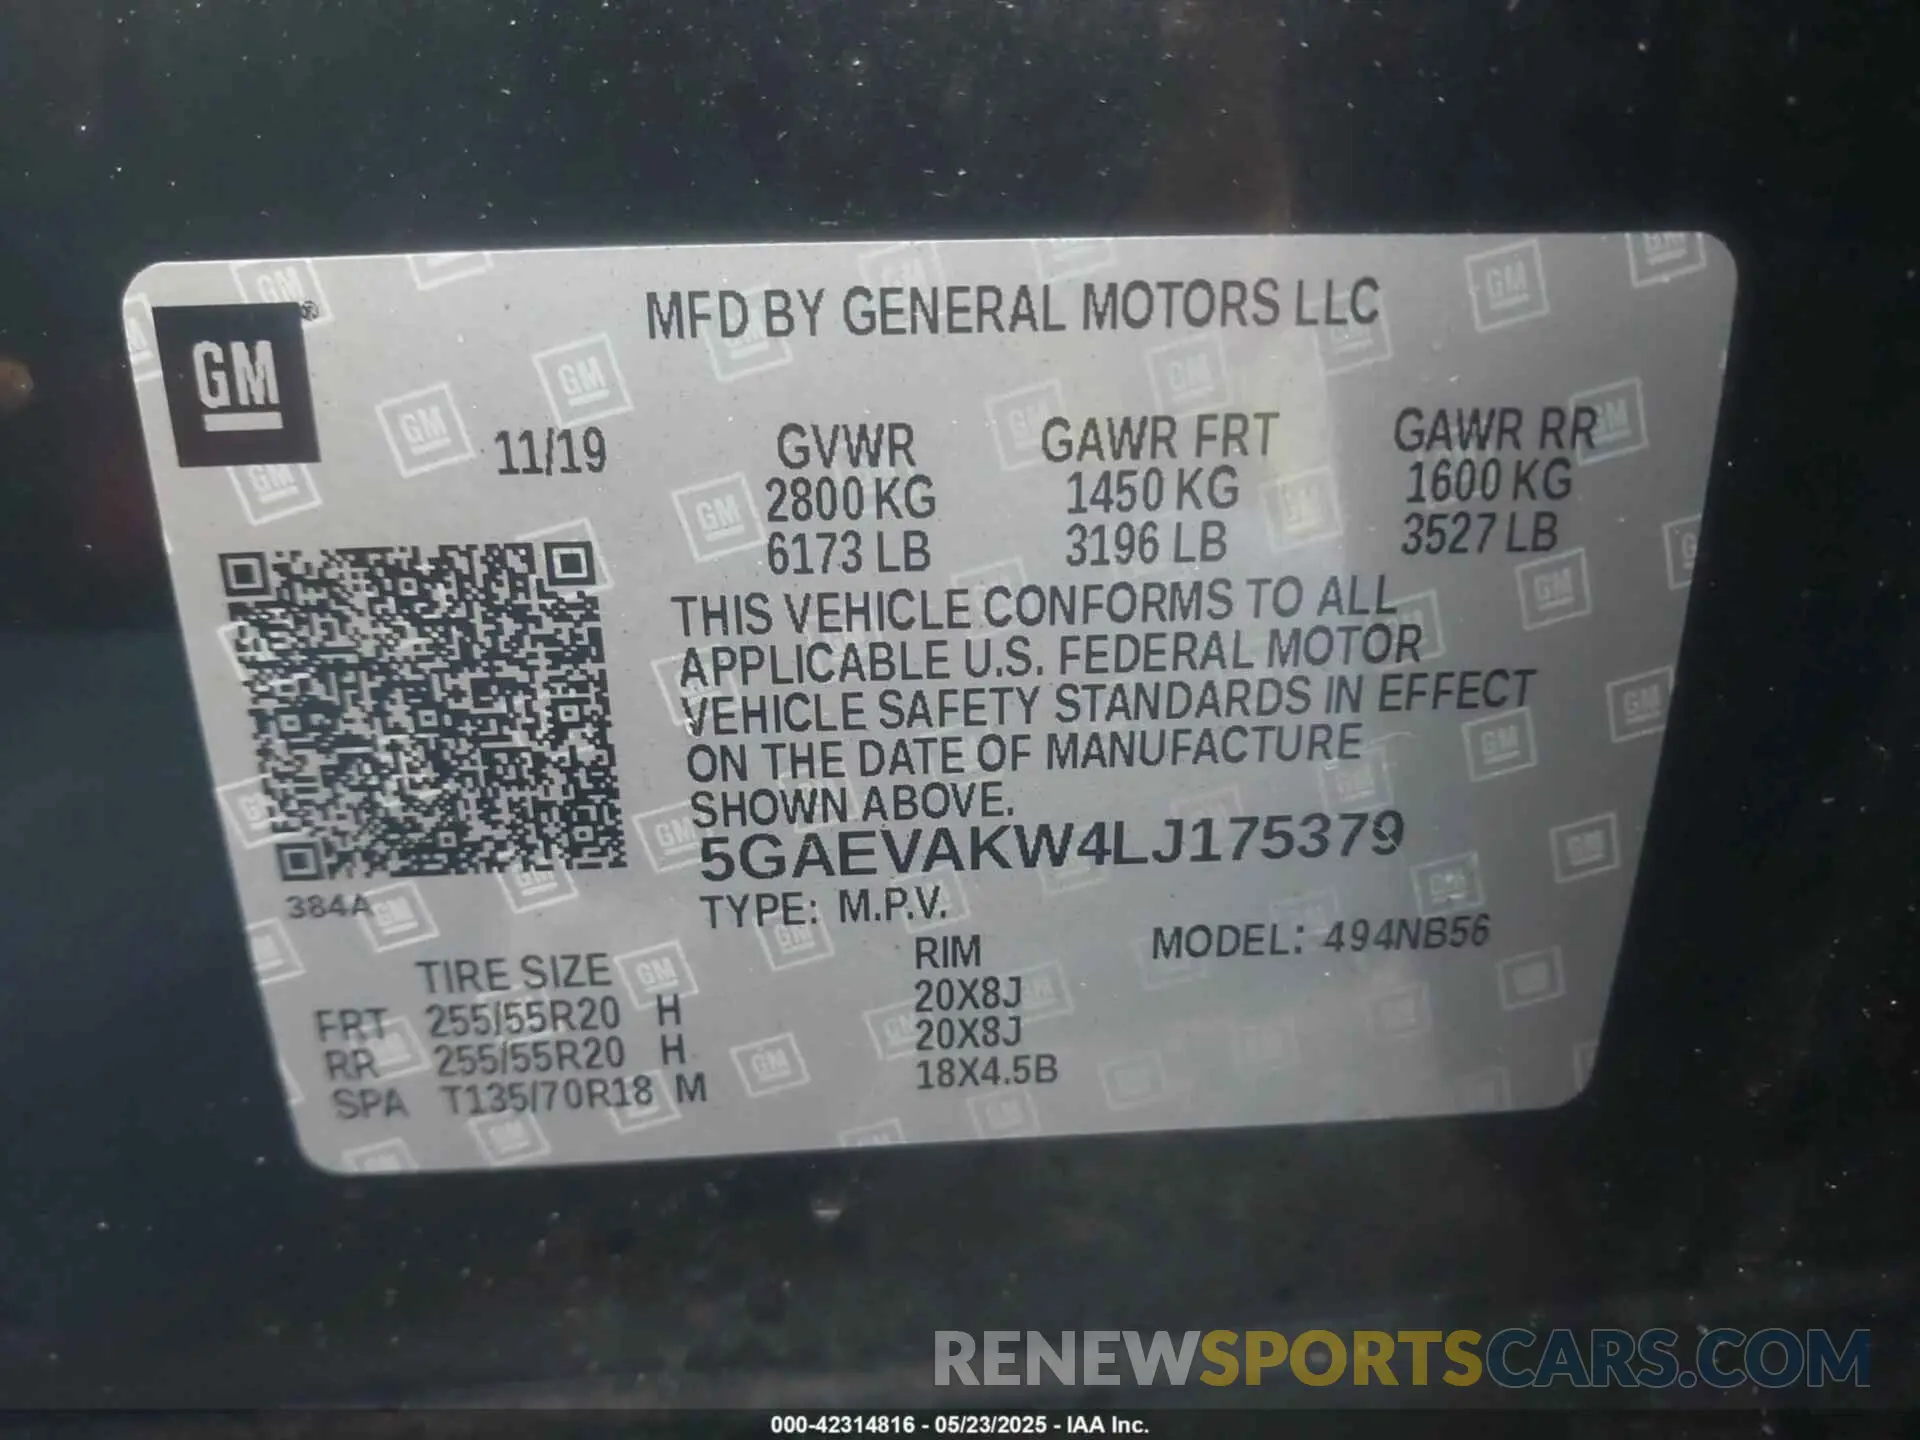 MFD BY GENERAL MOTORS LLC
GM ®
11/19 GVWR GAWR FRT GAWR RR
2800 KG 1450 KG 1600 KG
6173 LB 3196 LB 3527 LB
THIS VEHICLE CONFORMS TO ALL
APPLICABLE U.S. FEDERAL MOTOR
VEHICLE SAFETY STANDARDS IN EFFECT
ON THE DATE OF MANUFACTURE
SHOWN ABOVE.
5GAEVAKW4LJ175379
384A
TYPE: M.P.V.
MODEL: 494NB56
TIRE SIZE RIM
FRT 255/55R20 H 20X8J
RR 255/55R20 H 20X8J
SPA T135/70R18 M 18X4.5B
RENEWSPORTSCARS.COM
000-42314816 - 05/23/2025 - IAA Inc.